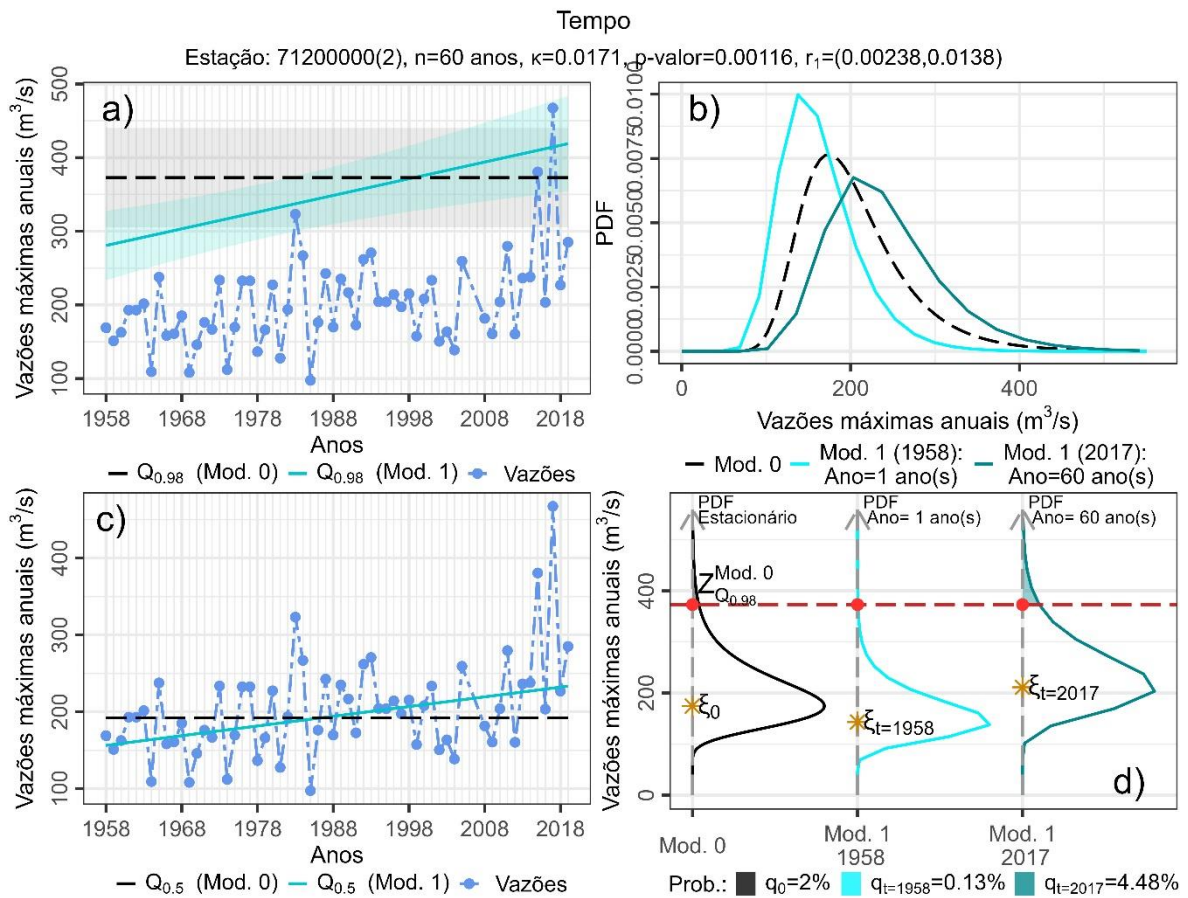 Tempo
Estação: 71200000(2), n=60 anos, κ=0.0171, p-valor=0.00116, r₁=(0.00238,0.0138)
a)
Vazões máximas anuais (m³/s)
500
400
300
200
100
1958 1968 1978 1988 1998 2008 2018
Anos
Q₀.₉₈ (Mod. 0) Q₀.₉₈ (Mod. 1) Vazões
b)
PDF
0.0000 0.0025 0.0050 0.0075 0.0100
0 200 400
Vazões máximas anuais (m³/s)
Mod. 0 Mod. 1 (1958): Mod. 1 (2017):
Ano=1 ano(s) Ano=60 ano(s)
c)
Vazões máximas anuais (m³/s)
400
300
200
100
1958 1968 1978 1988 1998 2008 2018
Anos
Q₀.₅ (Mod. 0) Q₀.₅ (Mod. 1) Vazões
Vazões máximas anuais (m³/s)
PDF PDF PDF
Estacionário Ano= 1 ano(s) Ano= 60 ano(s)
400
200
0
Z Mod. 0 Q₀.₉₈
ξ₀
ξt=1958
ξt=2017
d)
Mod. 0 Mod. 1 Mod. 1
1958 2017
Prob.: q₀=2% qt=1958=0.13% qt=2017=4.48%